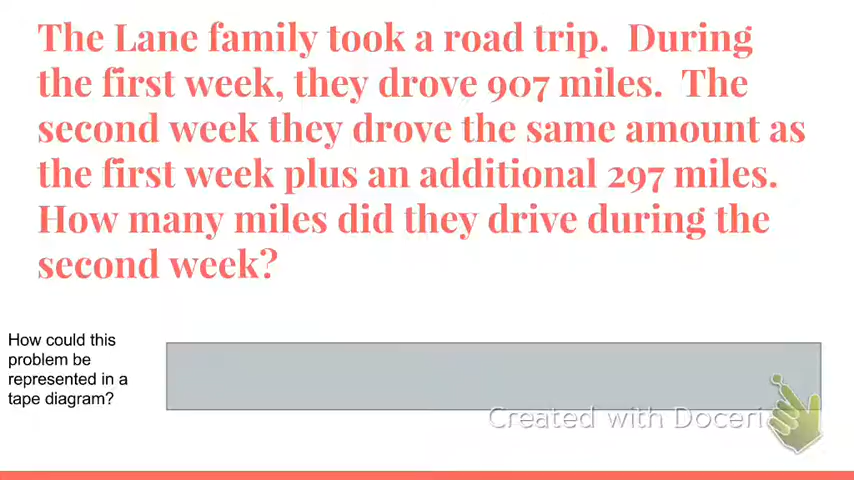 The Lane family took a road trip.  During
the first week, they drove 907 miles.  The
second week they drove the same amount as
the first week plus an additional 297 miles.
How many miles did they drive during the
second week?
How could this
problem be
represented in a
tape diagram?
Created with Doceri